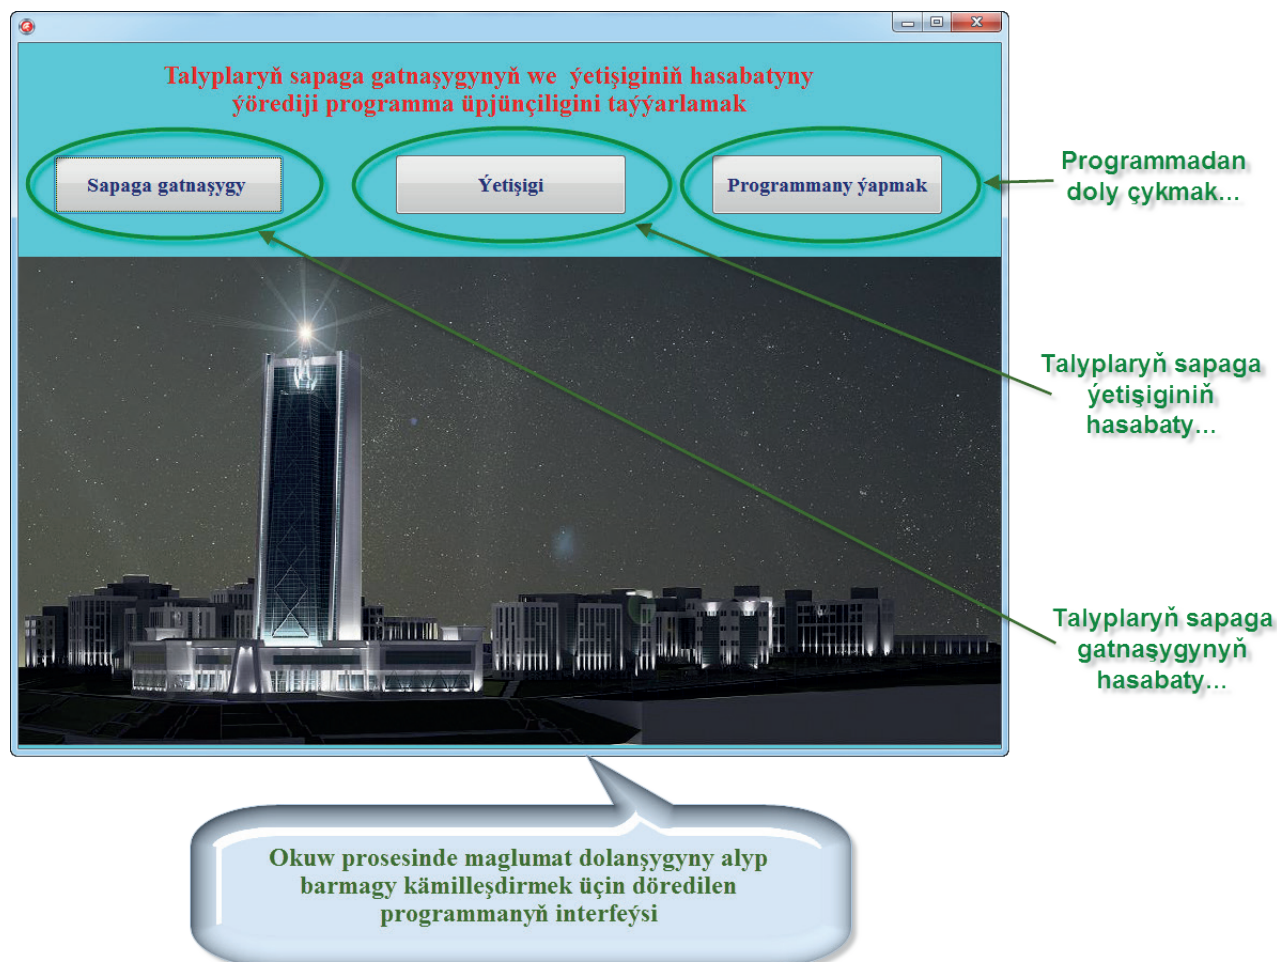 Talyplaryň sapaga gatnaşygynyň we ýetişiginiň hasabatyny
ýörediji programma üpjünçiligini taýýarlamak
Sapaga gatnaşygy
Ýetişigi
Programmany ýapmak
Programmadan
doly çykmak...
Talyplaryň sapaga
ýetişiginiň
hasabaty...
Talyplaryň sapaga
gatnaşygynyň
hasabaty...
Okuw prosesinde maglumat dolanşygyny alyp
barmagy kämilleşdirmek üçin döredilen
programmanyň interfeýsi